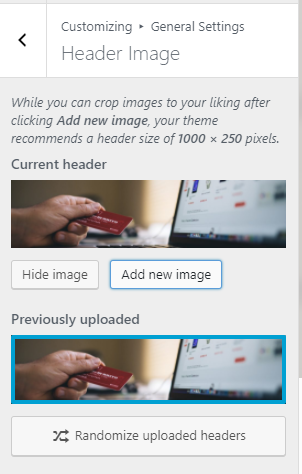 Customizing ▸ General Settings
Header Image
While you can crop images to your liking after
clicking Add new image, your theme
recommends a header size of 1000 × 250 pixels.
Current header
Hide image
Add new image
Previously uploaded
Randomize uploaded headers